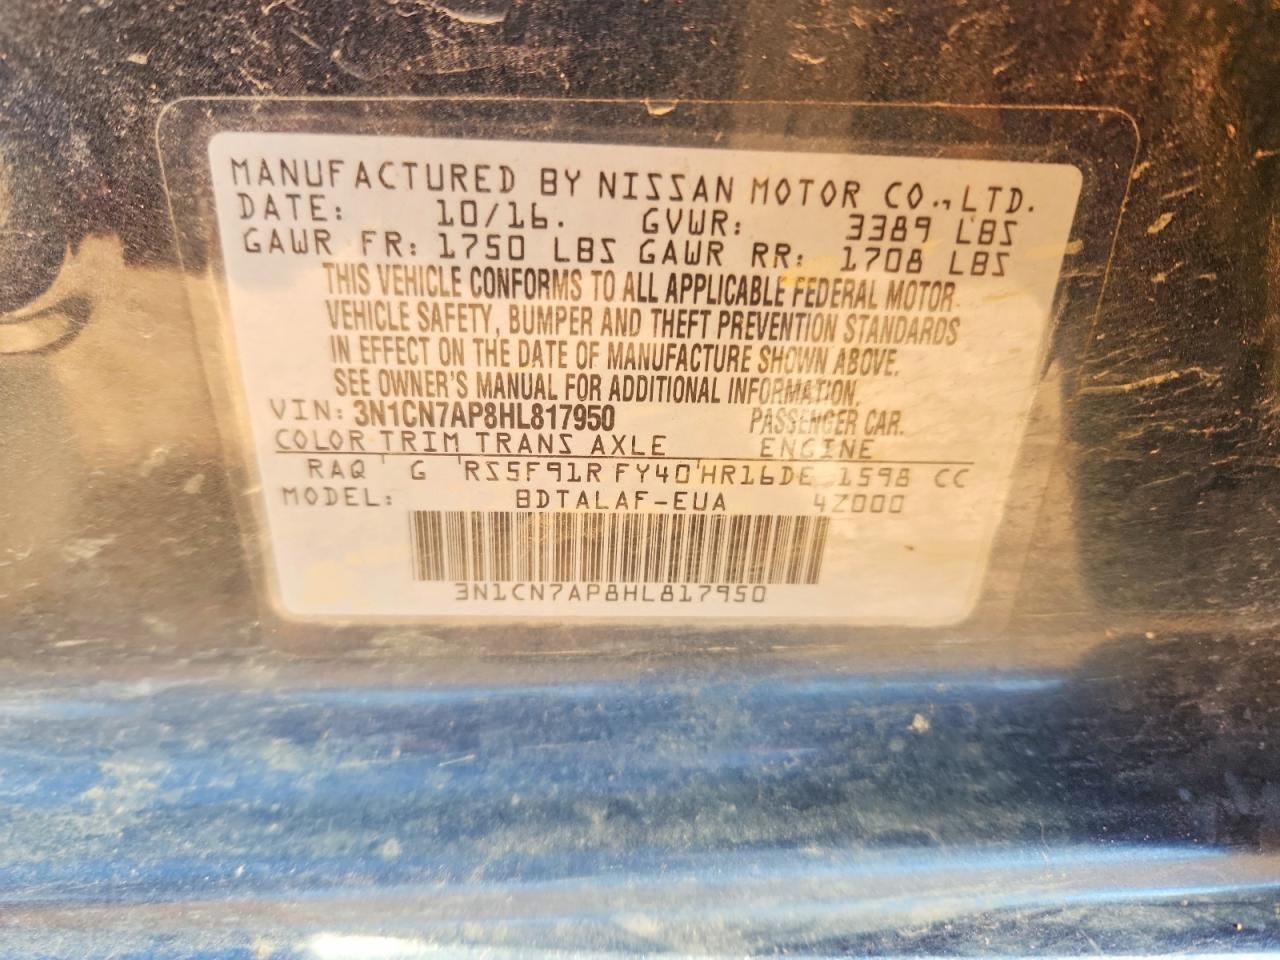 MANUFACTURED BY NISSAN MOTOR CO., LTD.
DATE: 10/16. GVWR: 3389 LBS
GAWR FR: 1750 LBS GAWR RR: 1708 LBS
THIS VEHICLE CONFORMS TO ALL APPLICABLE FEDERAL MOTOR
VEHICLE SAFETY, BUMPER AND THEFT PREVENTION STANDARDS
IN EFFECT ON THE DATE OF MANUFACTURE SHOWN ABOVE.
SEE OWNER'S MANUAL FOR ADDITIONAL INFORMATION.
VIN: 3N1CN7AP8HL817950 PASSENGER CAR.
COLOR TRIM TRANS AXLE ENGINE
RAQ G RS5F91R FY40 HR16DE 1598 CC
MODEL: BDTALAF-EUA 4Z000
3N1CN7AP8HL817950